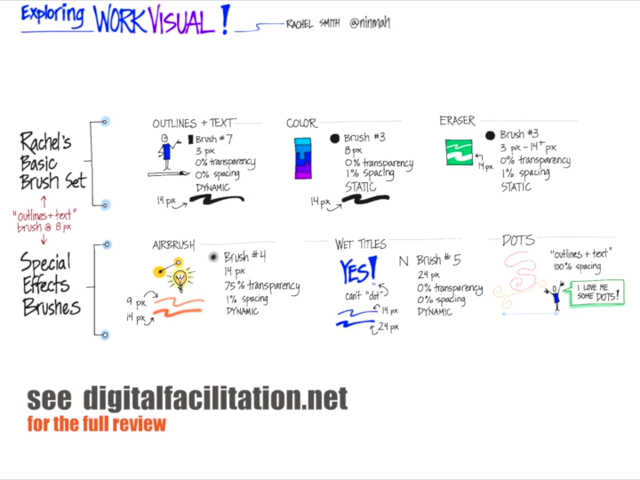 Exploring WORKVISUAL!
RACHEL SMITH @ninmah
Rachel's
Basic
Brush Set
"outlines + text"
brush @ 8 px
Special
Effects
Brushes
OUTLINES + TEXT
Brush #7
3 px
0% transparency
0% spacing
DYNAMIC
14 px
COLOR
Brush #3
8 px
0% transparency
1% spacing
STATIC
14 px
ERASER
Brush #3
3 px - 14+ px
0% transparency
1% spacing
STATIC
14 px
AIRBRUSH
Brush #4
14 px
75% transparency
1% spacing
DYNAMIC
9 px
14 px
WET TITLES
YES!
can't "dot"
14 px
24 px
N Brush #5
24 px
0% transparency
0% spacing
DYNAMIC
DOTS
"outlines + text"
100% spacing
I LOVE ME
SOME DOTS!
see digitalfacilitation.net
for the full review